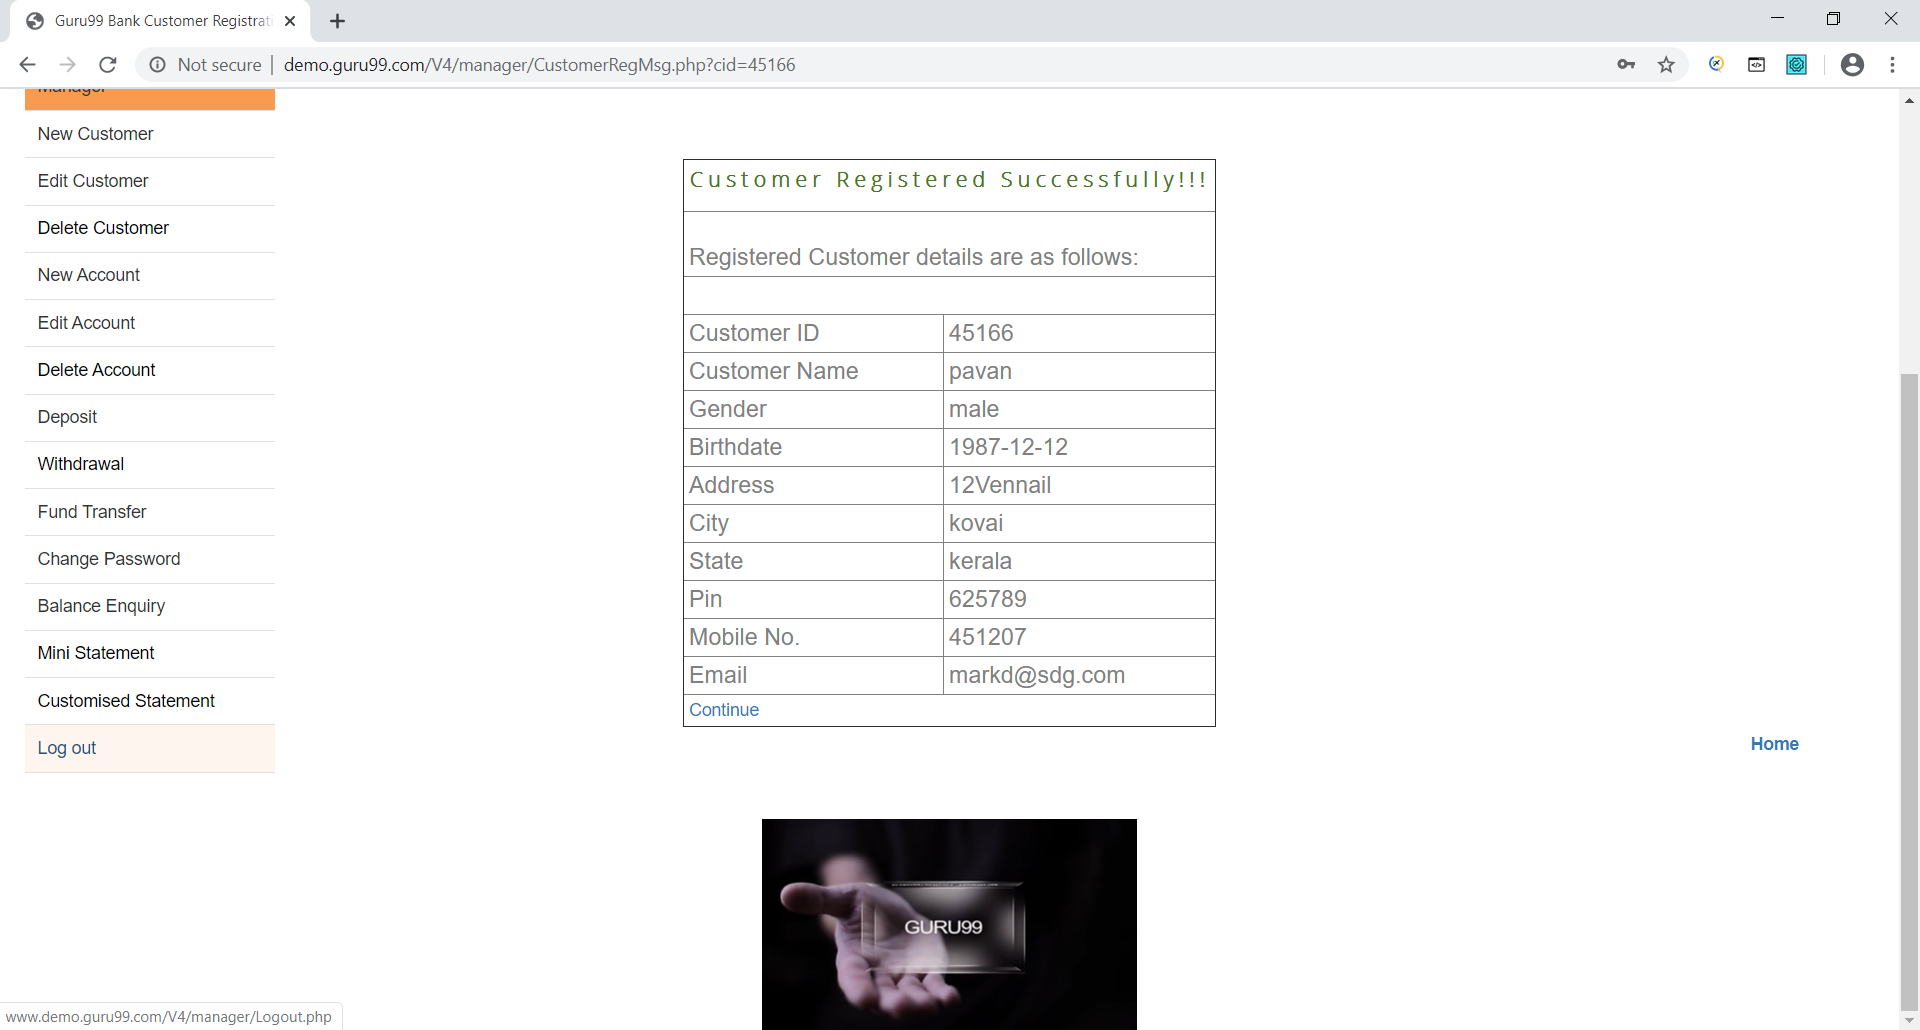 Guru99 Bank Customer Registrati
Not secure | demo.guru99.com/V4/manager/CustomerRegMsg.php?cid=45166
Manager
New Customer
Edit Customer
Delete Customer
New Account
Edit Account
Delete Account
Deposit
Withdrawal
Fund Transfer
Change Password
Balance Enquiry
Mini Statement
Customised Statement
Log out
Customer Registered Successfully!!!
Registered Customer details are as follows:
Customer ID 45166
Customer Name pavan
Gender male
Birthdate 1987-12-12
Address 12Vennail
City kovai
State kerala
Pin 625789
Mobile No. 451207
Email markd@sdg.com
Continue
Home
GURU99
www.demo.guru99.com/V4/manager/Logout.php